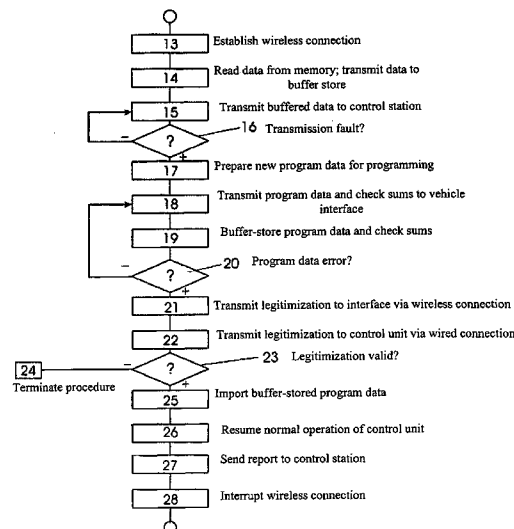 13 Establish wireless connection
14 Read data from memory; transmit data to
buffer store
15 Transmit buffered data to control station
? 16 Transmission fault?
-
+
17 Prepare new program data for programming
18 Transmit program data and check sums to vehicle
interface
19 Buffer-store program data and check sums
? 20 Program data error?
-
+
21 Transmit legitimization to interface via wireless connection
22 Transmit legitimization to control unit via wired connection
? 23 Legitimization valid?
-
24
Terminate procedure
+
25 Import buffer-stored program data
26 Resume normal operation of control unit
27 Send report to control station
28 Interrupt wireless connection